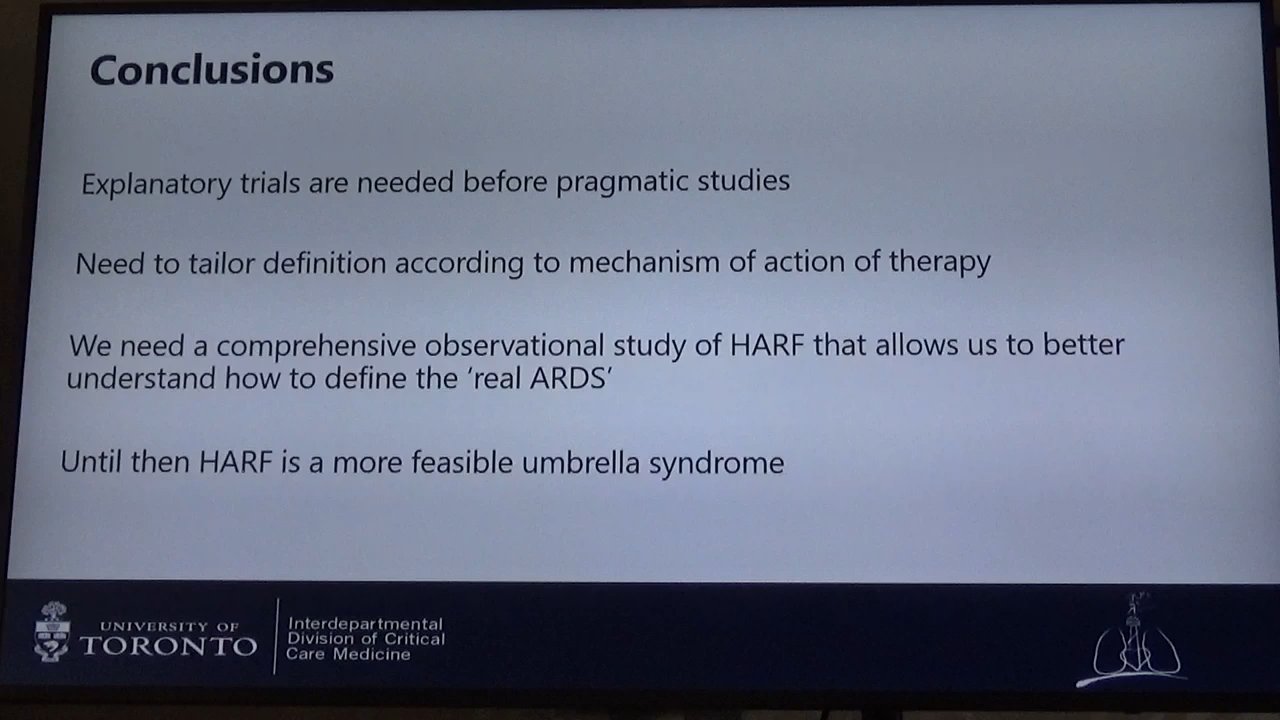 Conclusions
Explanatory trials are needed before pragmatic studies
Need to tailor definition according to mechanism of action of therapy
We need a comprehensive observational study of HARF that allows us to better
understand how to define the ‘real ARDS’
Until then HARF is a more feasible umbrella syndrome
UNIVERSITY OF
TORONTO
Interdepartmental
Division of Critical
Care Medicine